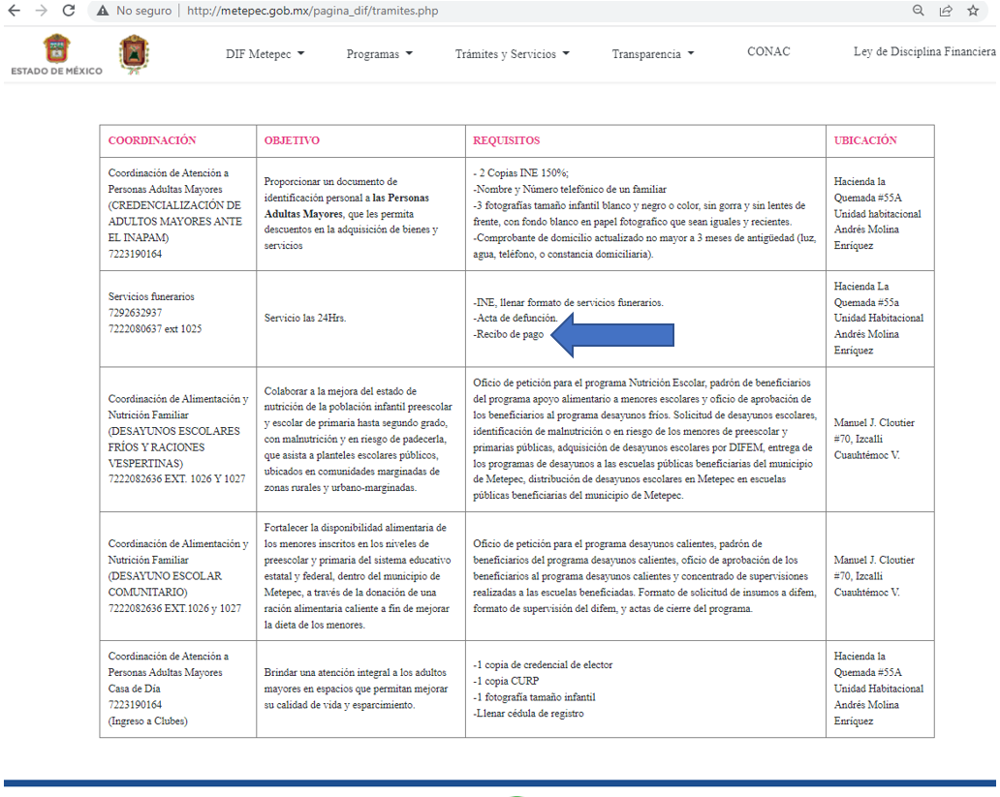 No seguro | http://metepec.gob.mx/pagina_dif/tramites.php
ESTADO DE MÉXICO
DIF Metepec
Programas
Trámites y Servicios
Transparencia
CONAC
Ley de Disciplina Financiera
COORDINACIÓN
OBJETIVO
REQUISITOS
UBICACIÓN
Coordinación de Atención a
Personas Adultas Mayores
(CREDENCIALIZACIÓN DE
ADULTOS MAYORES ANTE
EL INAPAM)
7223190164
Proporcionar un documento de
identificación personal a las Personas
Adultas Mayores, que les permita
descuentos en la adquisición de bienes y
servicios
- 2 Copias INE 150%;
-Nombre y Número telefónico de un familiar
-3 fotografías tamaño infantil blanco y negro o color, sin gorra y sin lentes de
frente, con fondo blanco en papel fotografico que sean iguales y recientes.
-Comprobante de domicilio actualizado no mayor a 3 meses de antigüedad (luz,
agua, teléfono, o constancia domiciliaria).
Hacienda la
Quemada #55A
Unidad habitacional
Andrés Molina
Enríquez
Servicios funerarios
7292632937
7222080637 ext 1025
Servicio las 24Hrs.
-INE, llenar formato de servicios funerarios.
-Acta de defunción.
-Recibo de pago
Hacienda La
Quemada #55a
Unidad Habitacional
Andrés Molina
Enríquez
Coordinación de Alimentación y
Nutrición Familiar
(DESAYUNOS ESCOLARES
FRÍOS Y RACIONES
VESPERTINAS)
7222082636 EXT. 1026 Y 1027
Colaborar a la mejora del estado de
nutrición de la población infantil preescolar
y escolar de primaria hasta segundo grado,
con malnutrición y en riesgo de padecerla,
que asista a planteles escolares públicos,
ubicados en comunidades marginadas de
zonas rurales y urbano-marginadas.
Oficio de petición para el programa Nutrición Escolar, padrón de beneficiarios
del programa apoyo alimentario a menores escolares y oficio de aprobación de
los beneficiarios al programa desayunos fríos. Solicitud de desayunos escolares,
identificación de malnutrición o en riesgo de los menores de preescolar y
primarias públicas, adquisición de desayunos escolares por DIFEM, entrega de
los programas de desayunos a las escuelas públicas beneficiarias del municipio
de Metepec, distribución de desayunos escolares en Metepec en escuelas
públicas beneficiarias del municipio de Metepec.
Manuel J. Cloutier
#70, Izcalli
Cuauhtémoc V.
Coordinación de Alimentación y
Nutrición Familiar
(DESAYUNO ESCOLAR
COMUNITARIO)
7222082636 EXT.1026 y 1027
Fortalecer la disponibilidad alimentaria de
los menores inscritos en los niveles de
preescolar y primaria del sistema educativo
estatal y federal, dentro del municipio de
Metepec, a través de la donación de una
ración alimentaria caliente a fin de mejorar
la dieta de los menores.
Oficio de petición para el programa desayunos calientes, padrón de
beneficiarios del programa desayunos calientes, oficio de aprobación de los
beneficiarios al programa desayunos calientes y concentrado de supervisiones
realizadas a las escuelas beneficiadas. Formato de solicitud de insumos a difem,
formato de supervisión del difem, y actas de cierre del programa.
Manuel J. Cloutier
#70, Izcalli
Cuauhtémoc V.
Coordinación de Atención a
Personas Adultas Mayores
Casa de Día
7223190164
(Ingreso a Clubes)
Brindar una atención integral a los adultos
mayores en espacios que permitan mejorar
su calidad de vida y esparcimiento.
-1 copia de credencial de elector
-1 copia CURP
-1 fotografía tamaño infantil
-Llenar cédula de registro
Hacienda la
Quemada #55A
Unidad Habitacional
Andrés Molina
Enríquez